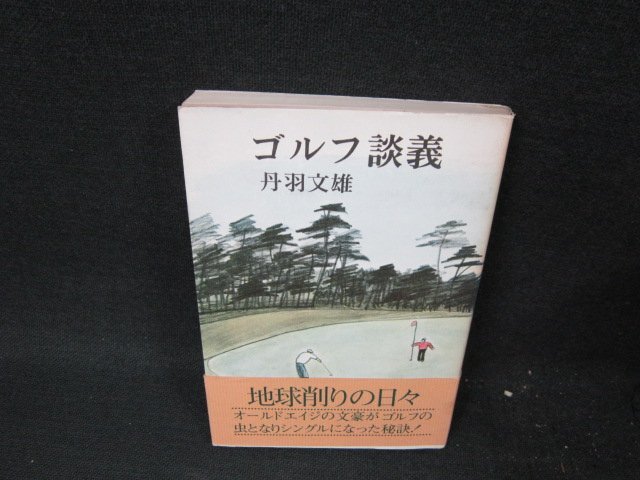 ゴルフ談義
丹羽文雄
地球削りの日々
オールドエイジの文豪がゴルフの
虫となりシングルになった秘訣!